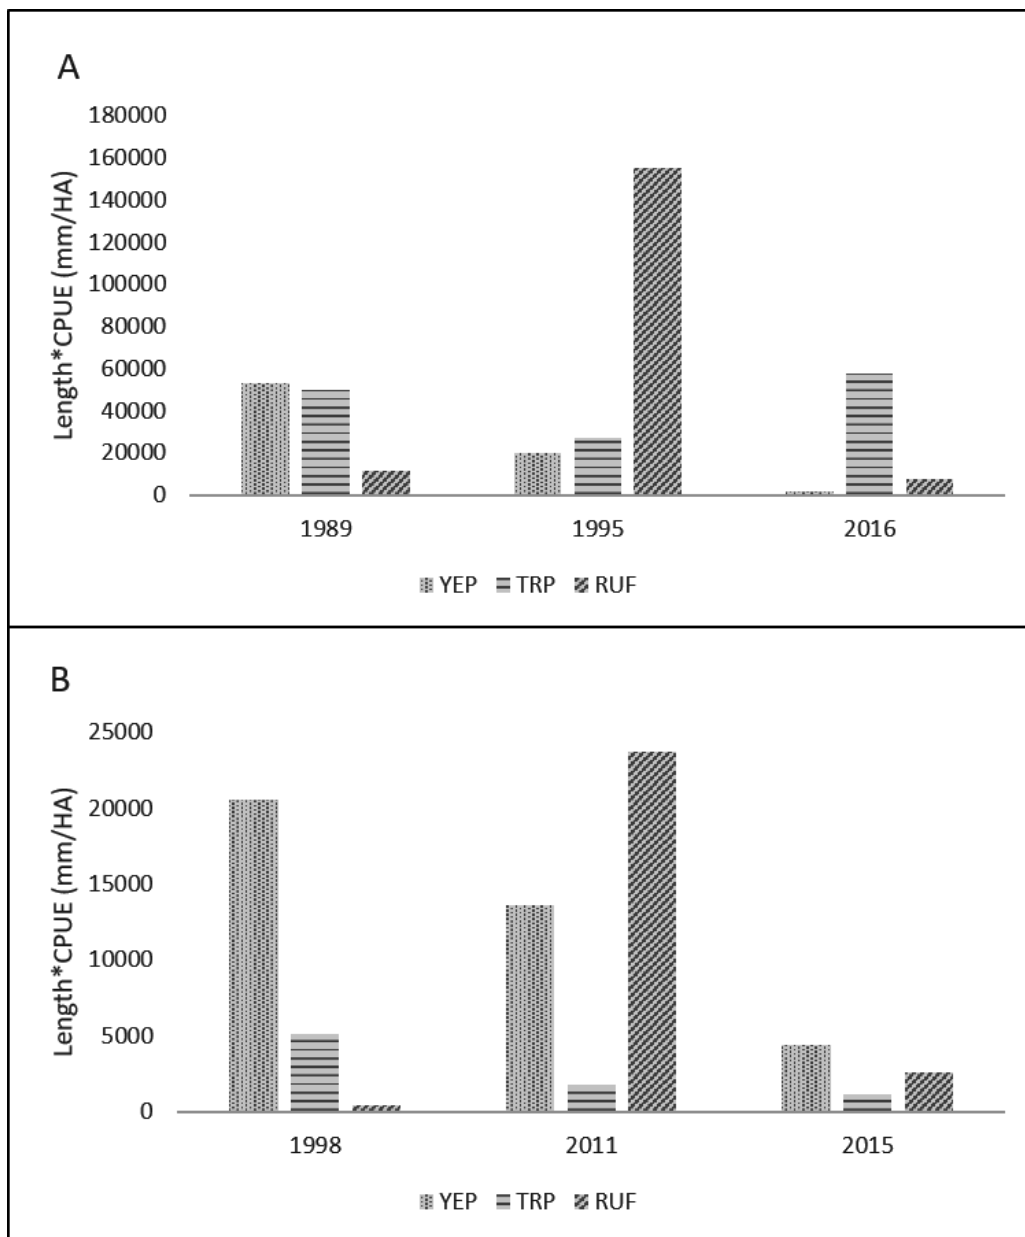 A
180000
160000
140000
120000
100000
80000
60000
40000
20000
0
Length*CPUE (mm/HA)
1989 1995 2016
YEP TRP RUF
B
25000
20000
15000
10000
5000
0
Length*CPUE (mm/HA)
1998 2011 2015
YEP TRP RUF